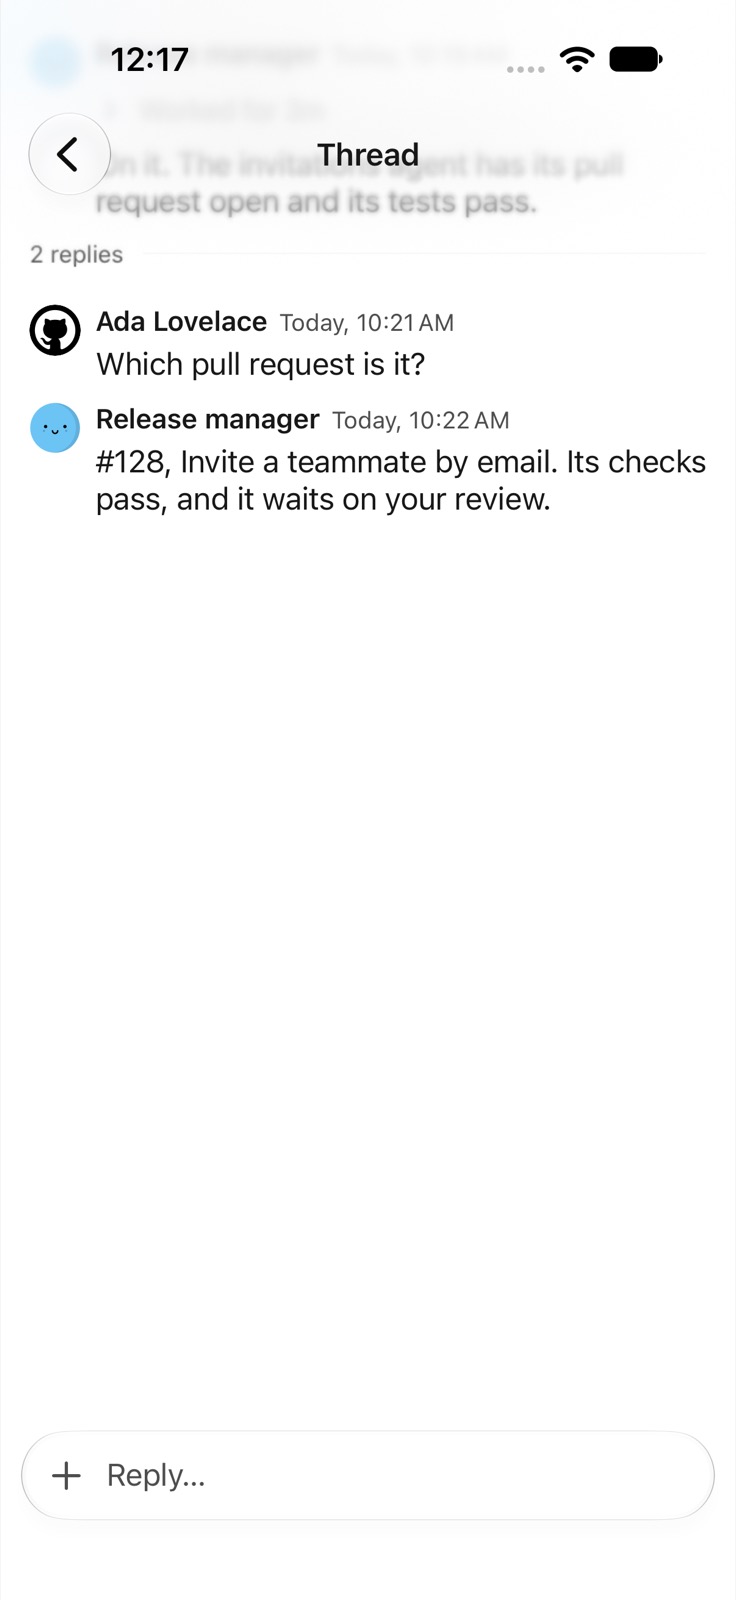 12:17
Thread
On it. The invitations agent has its pull
request open and its tests pass.
2 replies
Ada Lovelace Today, 10:21 AM
Which pull request is it?
Release manager Today, 10:22 AM
#128, Invite a teammate by email. Its checks
pass, and it waits on your review.
Reply...